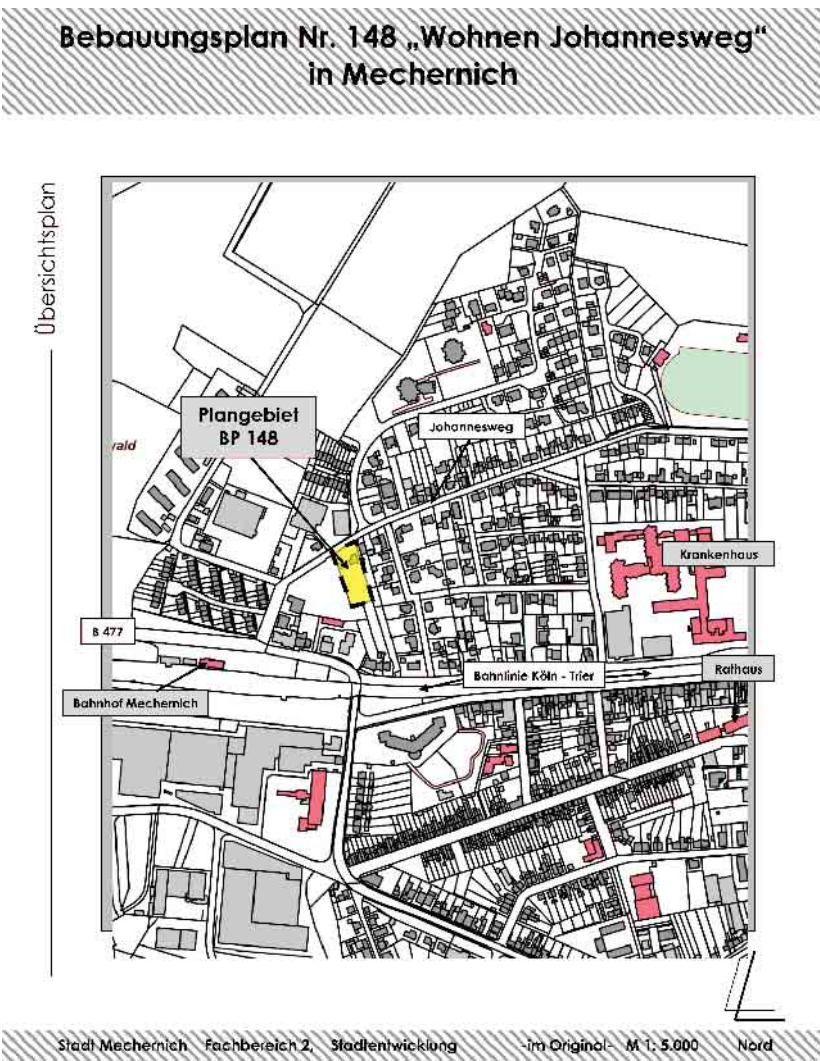 Bebauungsplan Nr. 148 „Wohnen Johannesweg“
in Mechernich
Übersichtsplan
Plangebiet
BP 148
Johannesweg
vald
Krankenhaus
B 477
Bahnlinie Köln - Trier
Rathaus
Bahnhof Mechernich
Stadt Mechernich Fachbereich 2, Stadtentwicklung -im Original- M 1: 5.000 Nord